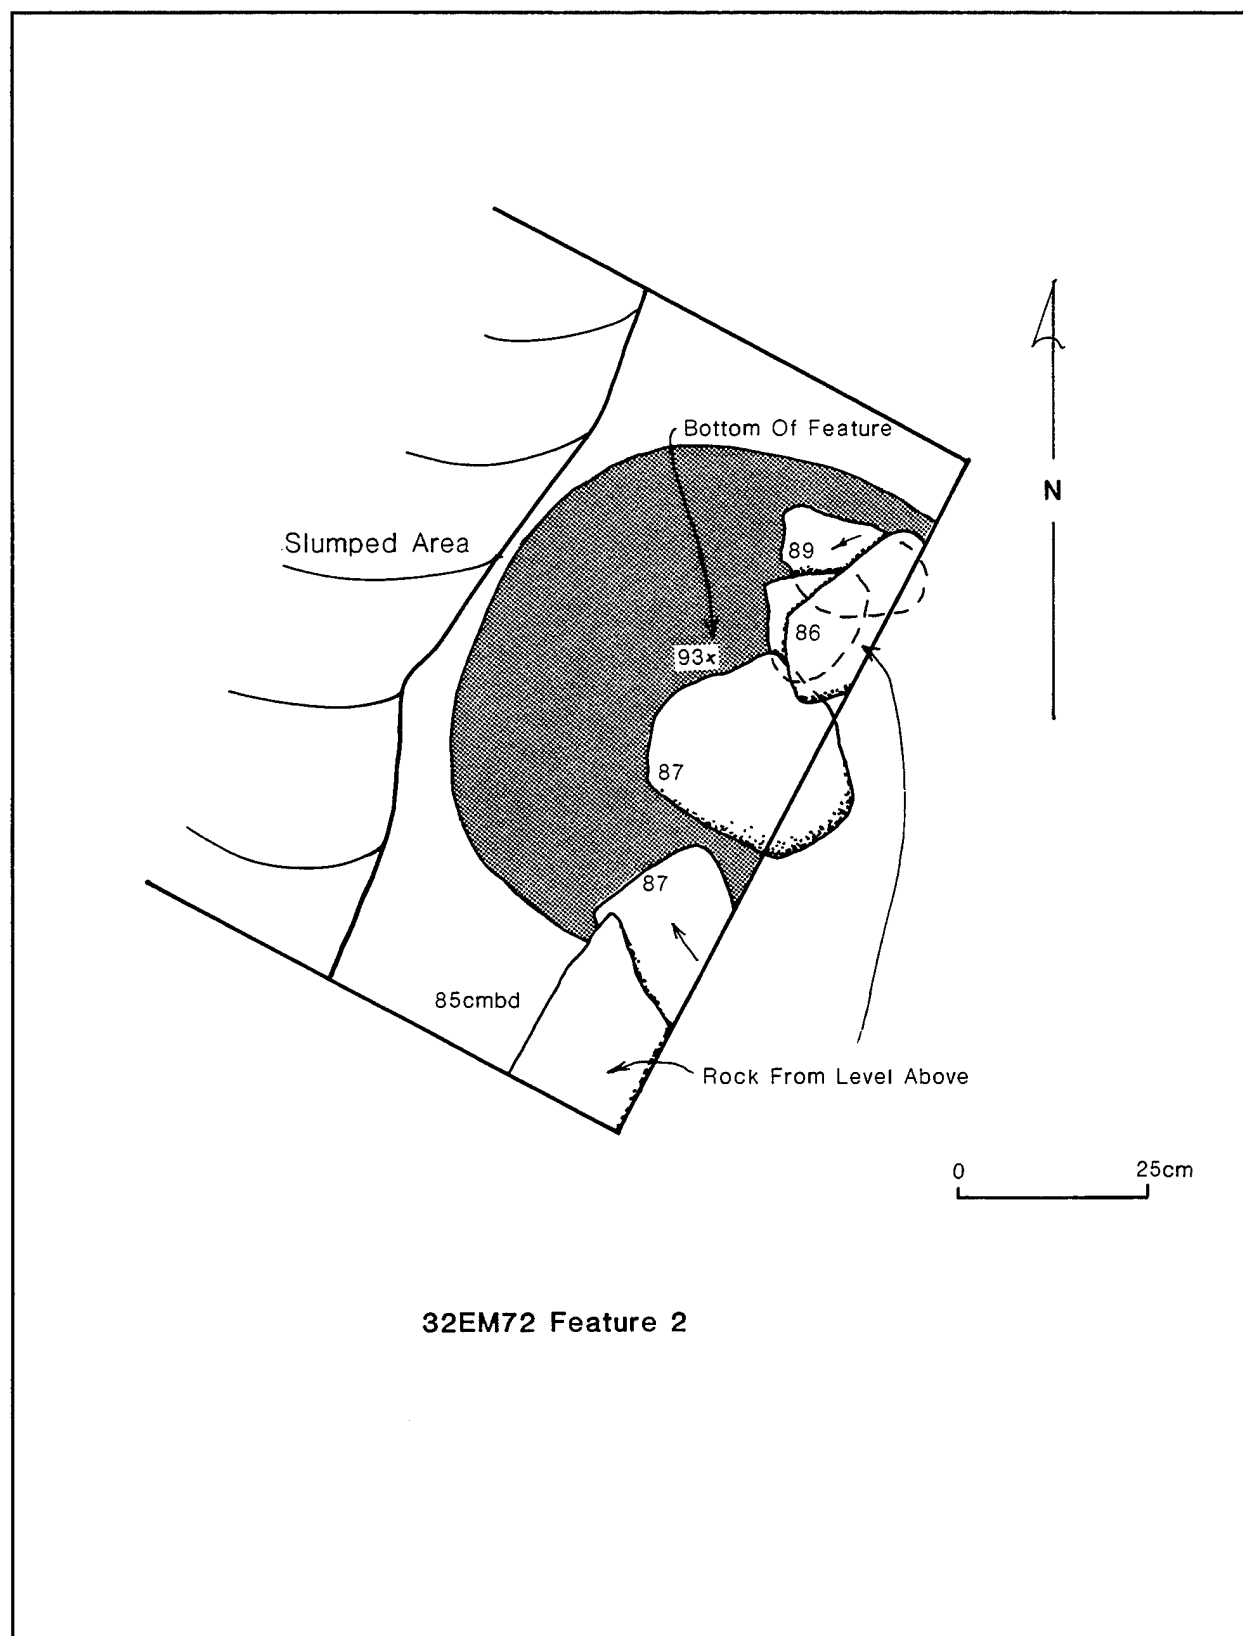 Bottom Of Feature
N
Slumped Area
89
86
93x
87
87
85cmbd
Rock From Level Above
0 25cm
32EM72 Feature 2